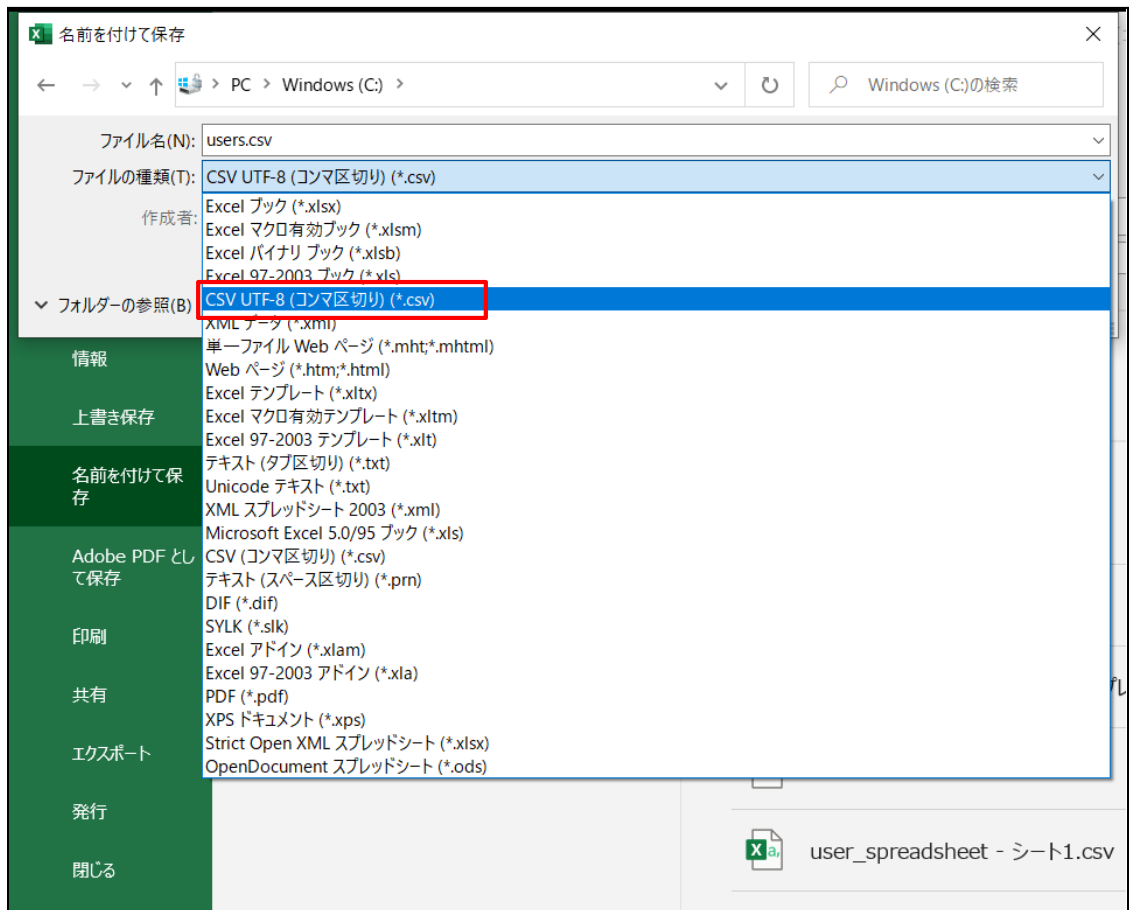 名前を付けて保存
PC > Windows (C:) >
Windows (C:)の検索
ファイル名(N): users.csv
ファイルの種類(T): CSV UTF-8 (コンマ区切り) (*.csv)
作成者:
フォルダーの参照(B)
Excel ブック (*.xlsx)
Excel マクロ有効ブック (*.xlsm)
Excel バイナリ ブック (*.xlsb)
Excel 97-2003 ブック (*.xls)
CSV UTF-8 (コンマ区切り) (*.csv)
XML データ (*.xml)
単一ファイル Web ページ (*.mht;*.mhtml)
Web ページ (*.htm;*.html)
Excel テンプレート (*.xltx)
Excel マクロ有効テンプレート (*.xltm)
Excel 97-2003 テンプレート (*.xlt)
テキスト (タブ区切り) (*.txt)
Unicode テキスト (*.txt)
XML スプレッドシート 2003 (*.xml)
Microsoft Excel 5.0/95 ブック (*.xls)
CSV (コンマ区切り) (*.csv)
テキスト (スペース区切り) (*.prn)
DIF (*.dif)
SYLK (*.slk)
Excel アドイン (*.xlam)
Excel 97-2003 アドイン (*.xla)
PDF (*.pdf)
XPS ドキュメント (*.xps)
Strict Open XML スプレッドシート (*.xlsx)
OpenDocument スプレッドシート (*.ods)
情報
上書き保存
名前を付けて保
存
Adobe PDF とし
て保存
印刷
共有
エクスポート
発行
閉じる
user_spreadsheet - シート1.csv